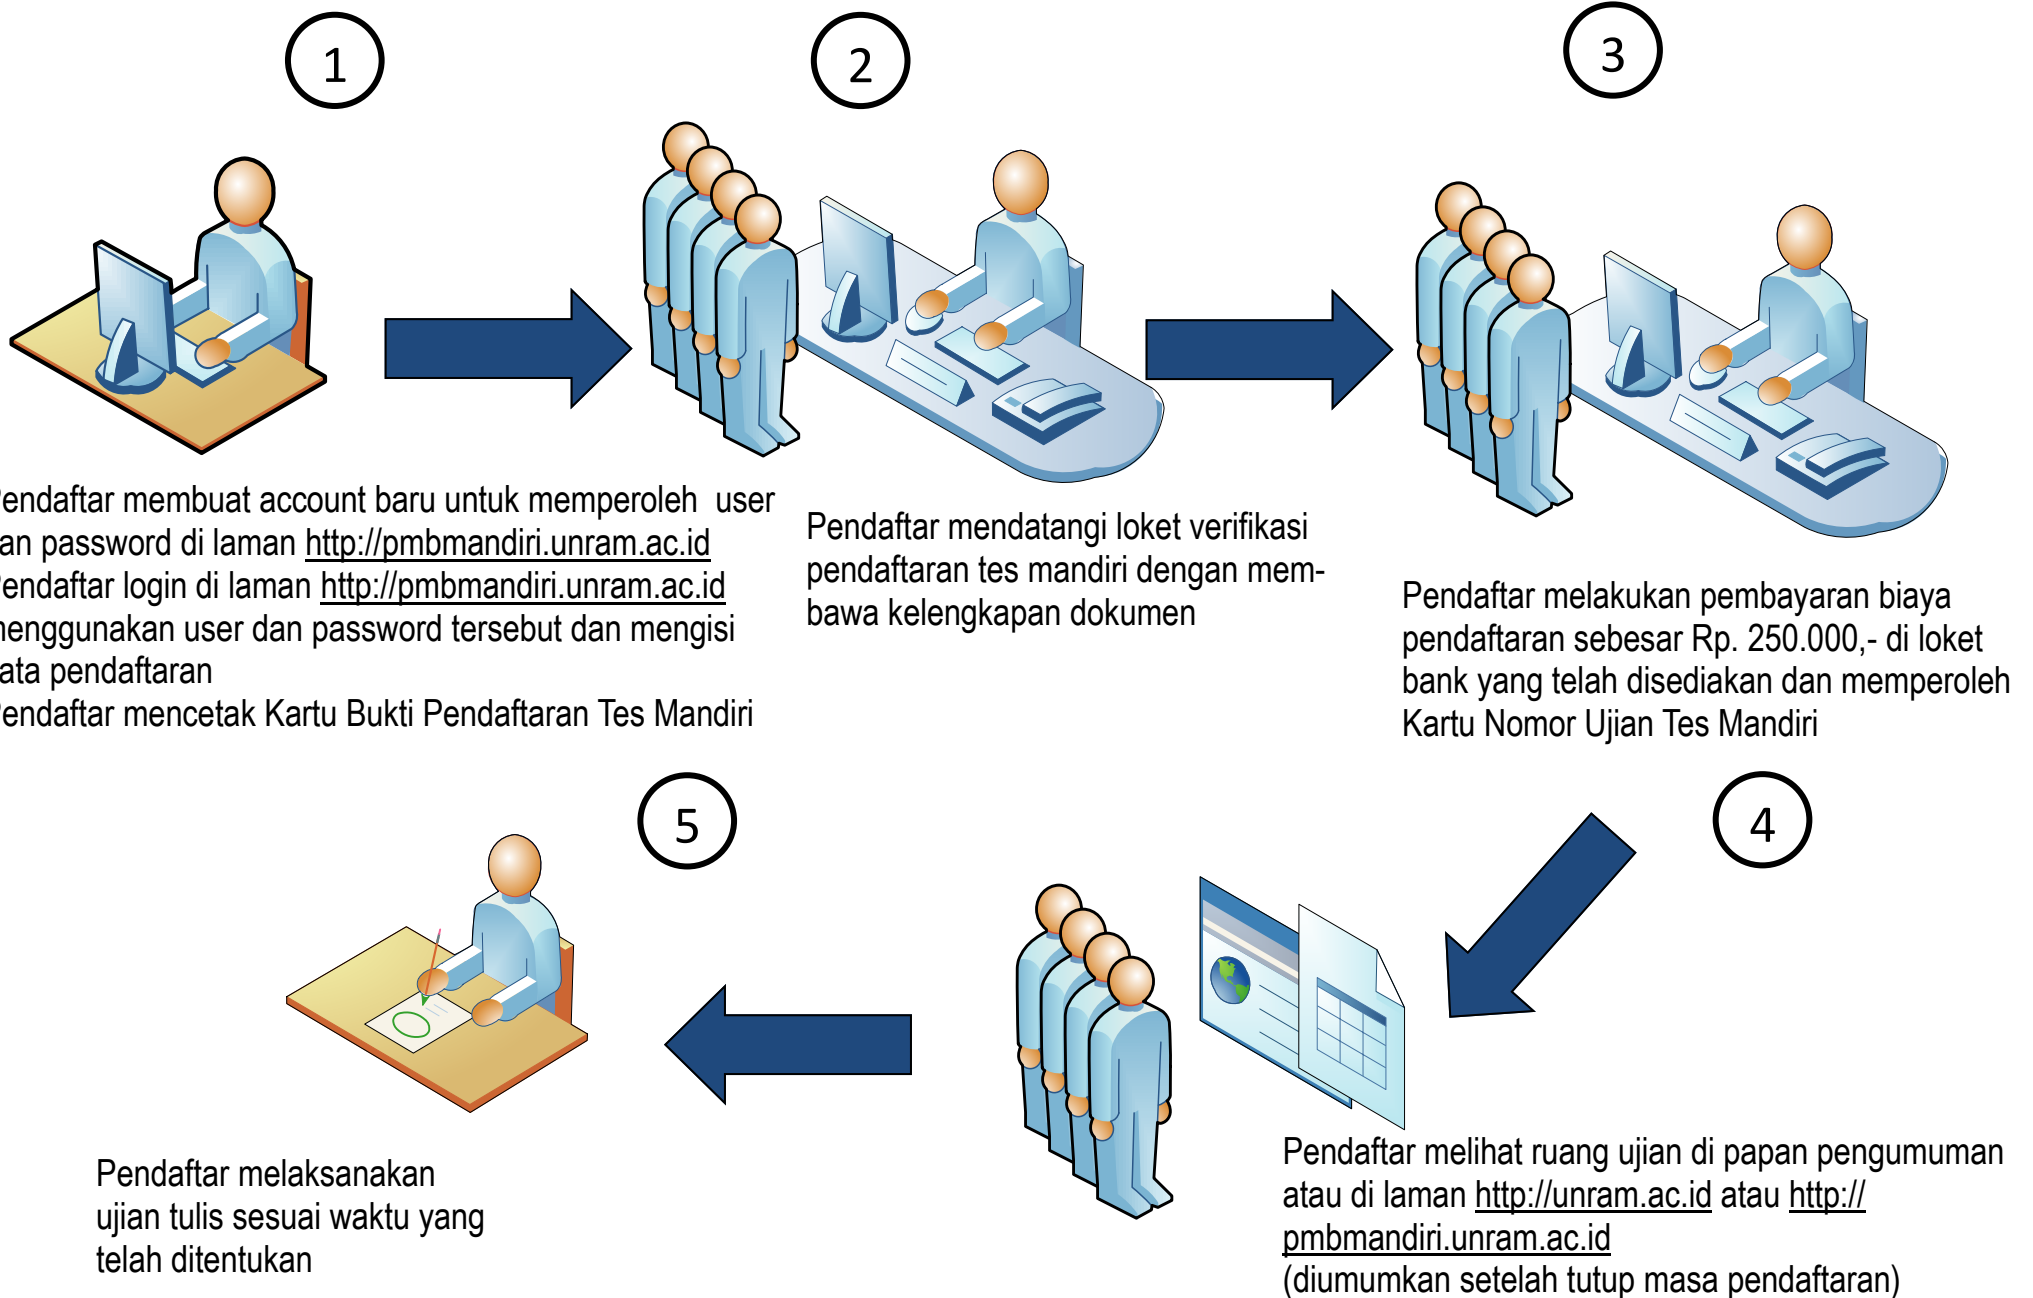 1
2
3
endaftar membuat account baru untuk memperoleh user
an password di laman http://pmbmandiri.unram.ac.id
endaftar login di laman http://pmbmandiri.unram.ac.id
nenggunakan user dan password tersebut dan mengisi
ata pendaftaran
endaftar mencetak Kartu Bukti Pendaftaran Tes Mandiri
Pendaftar mendatangi loket verifikasi
pendaftaran tes mandiri dengan mem-
bawa kelengkapan dokumen
Pendaftar melakukan pembayaran biaya
pendaftaran sebesar Rp. 250.000,- di loket
bank yang telah disediakan dan memperoleh
Kartu Nomor Ujian Tes Mandiri
4
Pendaftar melihat ruang ujian di papan pengumuman
atau di laman http://unram.ac.id atau http://
pmbmandiri.unram.ac.id
(diumumkan setelah tutup masa pendaftaran)
5
Pendaftar melaksanakan
ujian tulis sesuai waktu yang
telah ditentukan